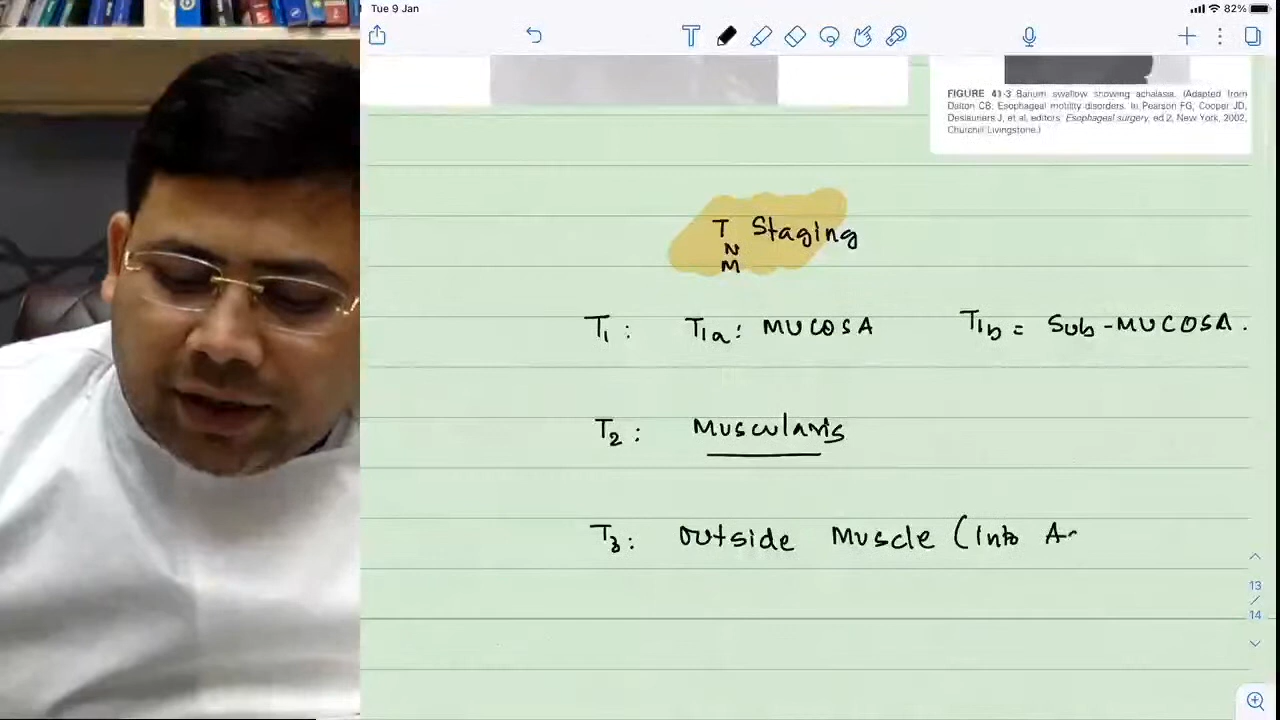 Tue 9 Jan
82%
FIGURE 41-3 Barium swallow showing achalasia. (Adapted from
Dalton CB: Esophageal motility disorders. In Pearson FG, Cooper JD,
Deslauriers J, et al, editors: Esophageal surgery, ed 2, New York, 2002,
Churchill Livingstone.)
T Staging
N
M
T1 : T1a : MUCOSA T1b = Sub-MUCOSA.
T2 : Muscularis
T3 : Outside Muscle (Into A
13
/
14